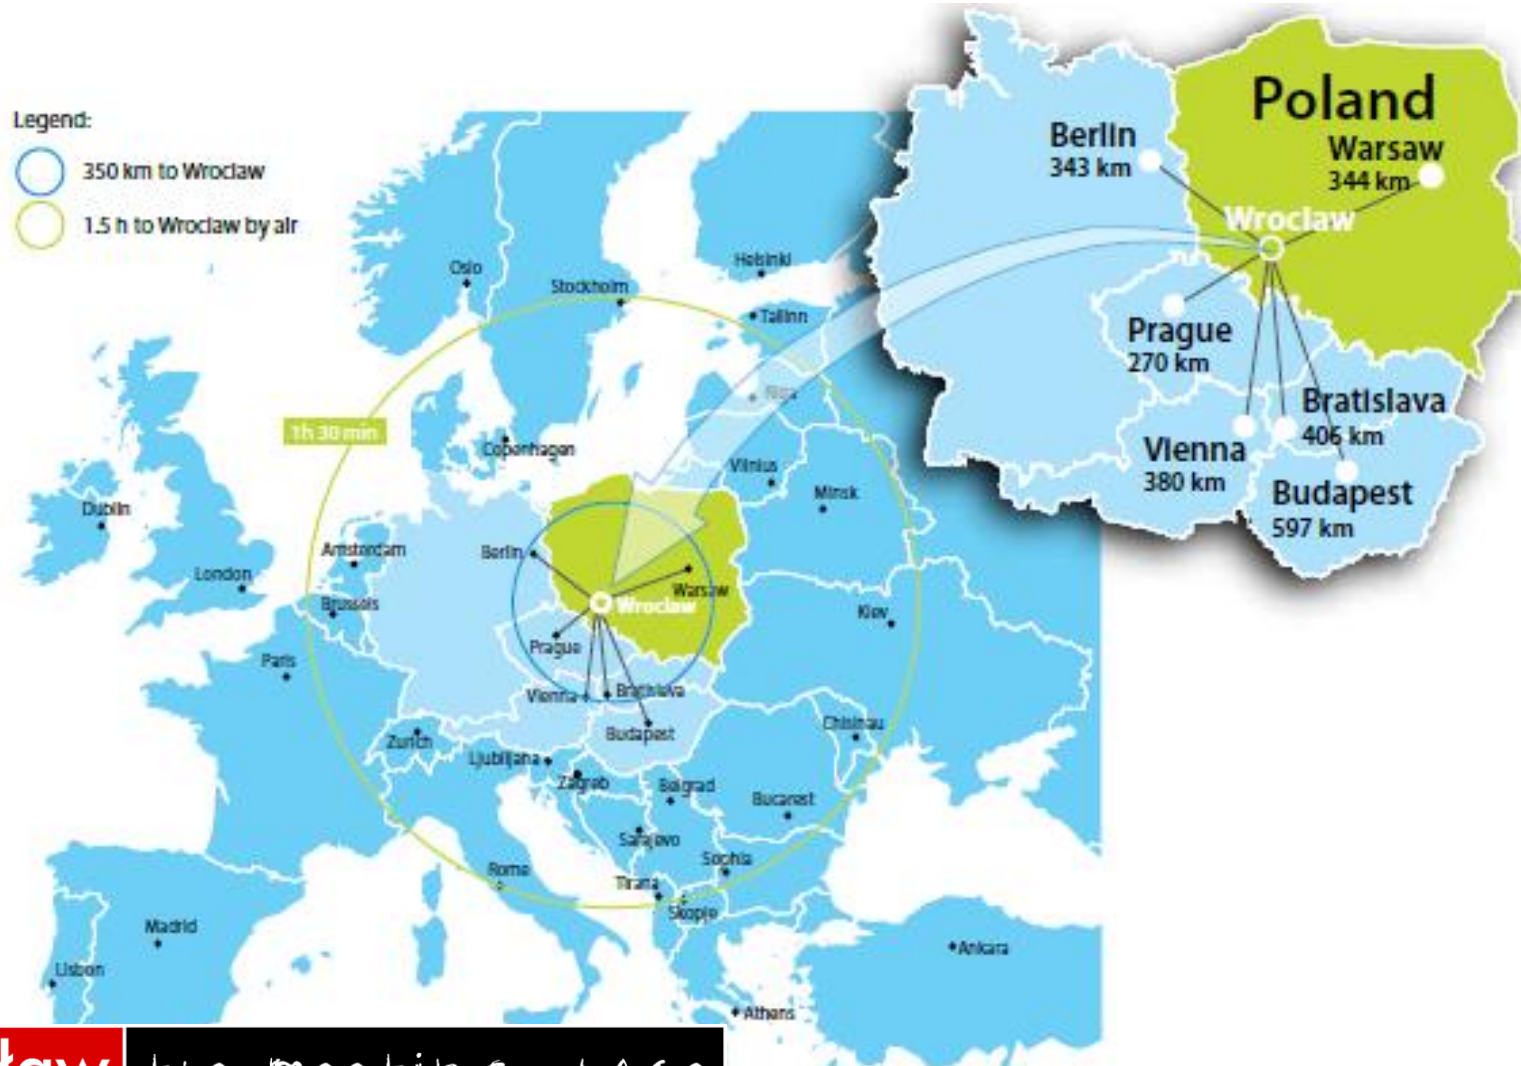 Legend:
350 km to Wroclaw
1.5 h to Wroclaw by air
Poland
Berlin
343 km
Warsaw
344 km
Wroclaw
Prague
270 km
Bratislava
406 km
Vienna
380 km
Budapest
597 km
Oslo
Stockholm
Helsinki
Tallinn
Riga
1h 30 min
Copenhagen
Vilnius
Minsk
Dublin
Amsterdam
Berlin
London
Brussels
Warsaw
Wroclaw
Kiev
Prague
Paris
Vienna
Bratislava
Chisinau
Zurich
Budapest
Ljubljana
Zagreb
Belgrad
Bucarest
Sarajevo
Sophia
Rome
Tirana
Skopje
Madrid
Ankara
Lisbon
Athens